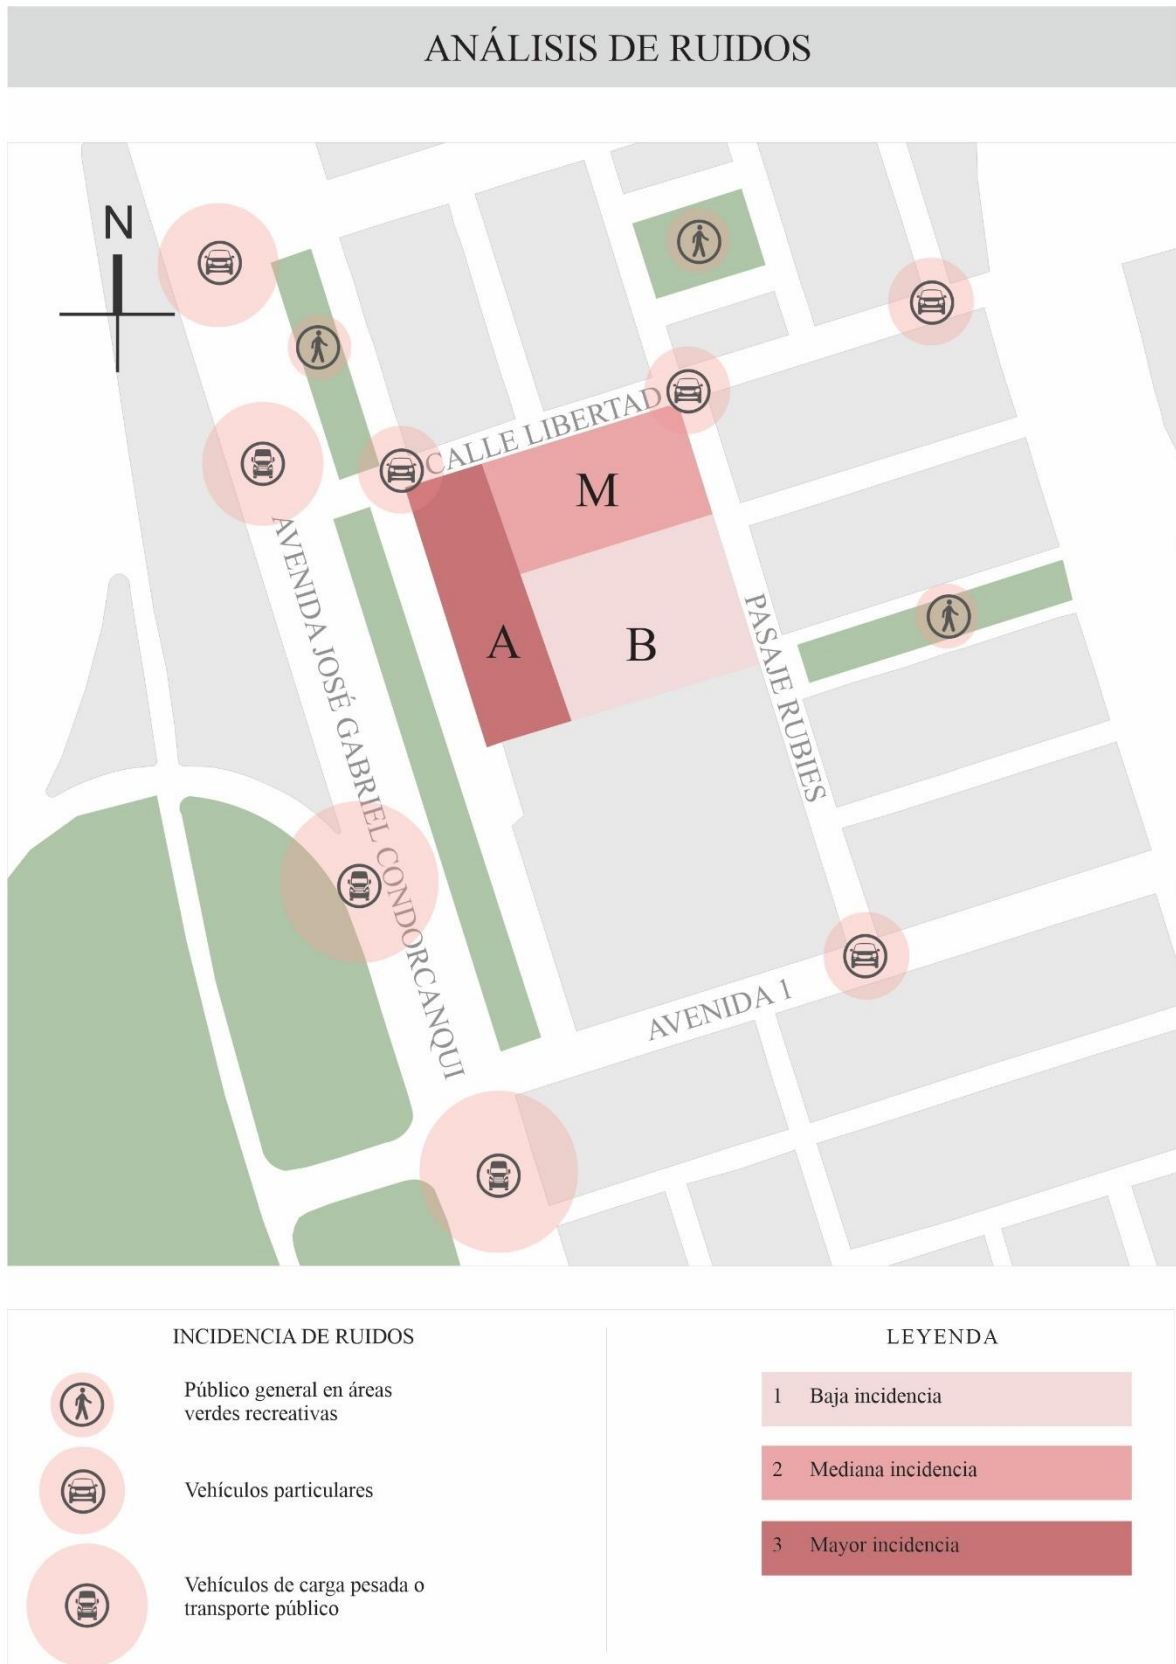 ANÁLISIS DE RUIDOS
N
CALLE LIBERTAD
M
A
B
AVENIDA JOSÉ GABRIEL CONDORCANQUI
PASAJE RUBIES
AVENIDA 1
INCIDENCIA DE RUIDOS
Público general en áreas
verdes recreativas
Vehículos particulares
Vehículos de carga pesada o
transporte público
LEYENDA
1 Baja incidencia
2 Mediana incidencia
3 Mayor incidencia